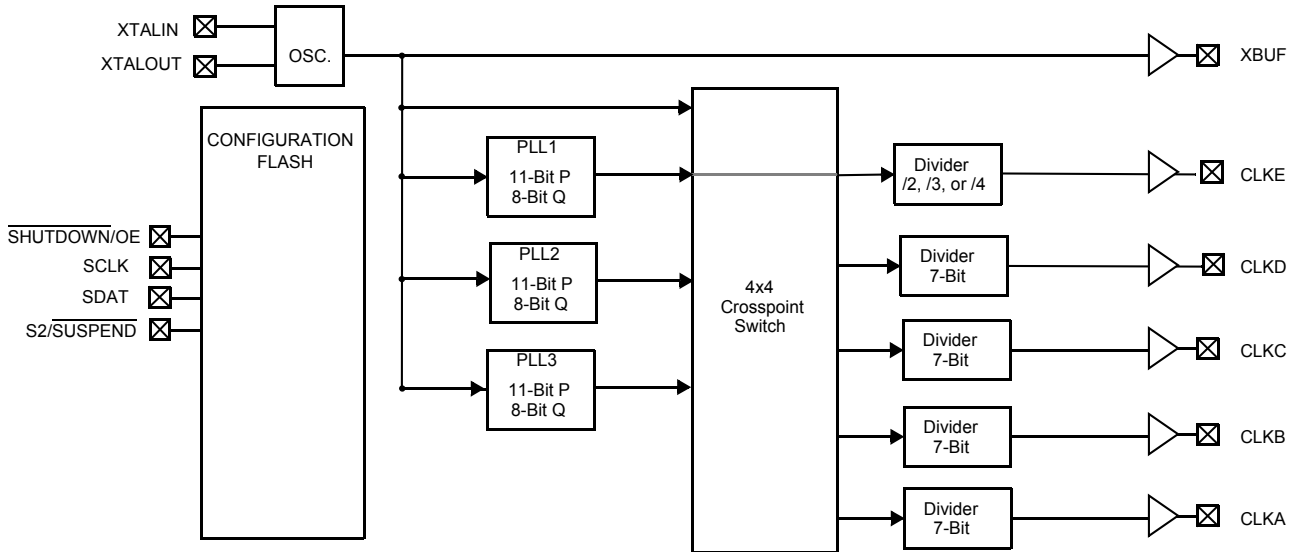 XTALIN
XTALOUT
OSC.
XBUF
CONFIGURATION
FLASH
SHUTDOWN/OE
SCLK
SDAT
S2/SUSPEND
PLL1
11-Bit P
8-Bit Q
PLL2
11-Bit P
8-Bit Q
PLL3
11-Bit P
8-Bit Q
4x4
Crosspoint
Switch
Divider
/2, /3, or /4
CLKE
Divider
7-Bit
CLKD
Divider
7-Bit
CLKC
Divider
7-Bit
CLKB
Divider
7-Bit
CLKA